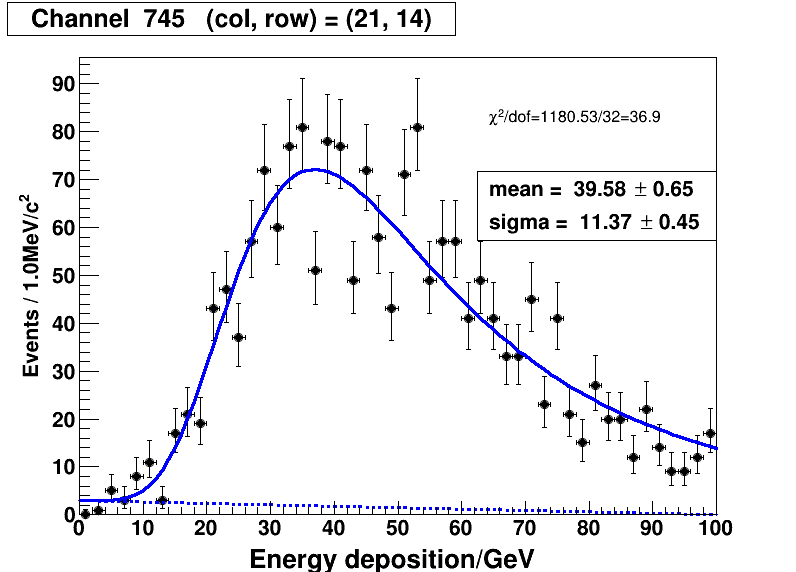 Channel 745 (col, row) = (21, 14)
χ²/dof=1180.53/32=36.9
mean = 39.58 ± 0.65
sigma = 11.37 ± 0.45
Events / 1.0MeV/c²
90
80
70
60
50
40
30
20
10
0
0 10 20 30 40 50 60 70 80 90 100
Energy deposition/GeV